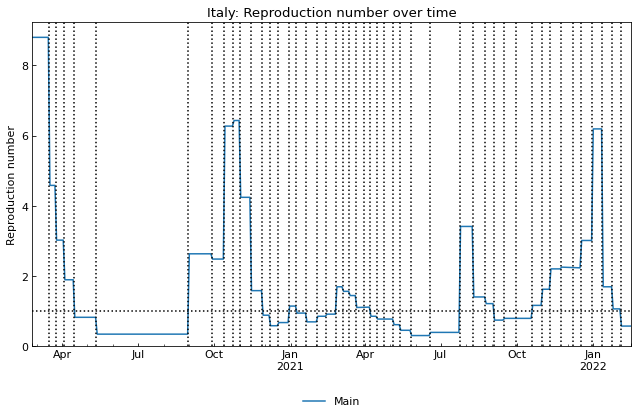 Italy: Reproduction number over time
Reproduction number
8
6
4
2
0
Apr Jul Oct Jan Apr Jul Oct Jan
2021 2022
Main